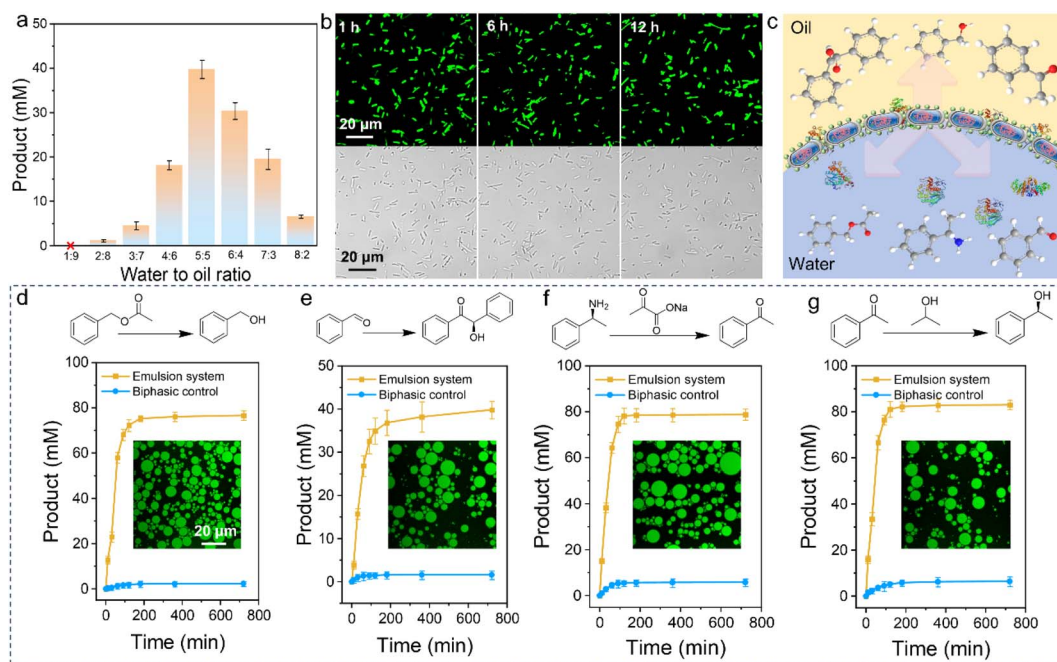 a
Product (mM)
50
40
30
20
10
0
1:9 2:8 3:7 4:6 5:5 6:4 7:3 8:2
Water to oil ratio
b
1 h
6 h
12 h
20 μm
20 μm
c
Oil
Water
d
O
O
OH
Emulsion system
Biphasic control
Product (mM)
100
80
60
40
20
0
20 μm
0 200 400 600 800
Time (min)
e
O
O
OH
Emulsion system
Biphasic control
Product (mM)
50
40
30
20
10
0
0 200 400 600 800
Time (min)
f
NH2
O
ONa
O
O
Emulsion system
Biphasic control
Product (mM)
100
80
60
40
20
0
0 200 400 600 800
Time (min)
g
O
OH
OH
Emulsion system
Biphasic control
Product (mM)
100
80
60
40
20
0
0 200 400 600 800
Time (min)